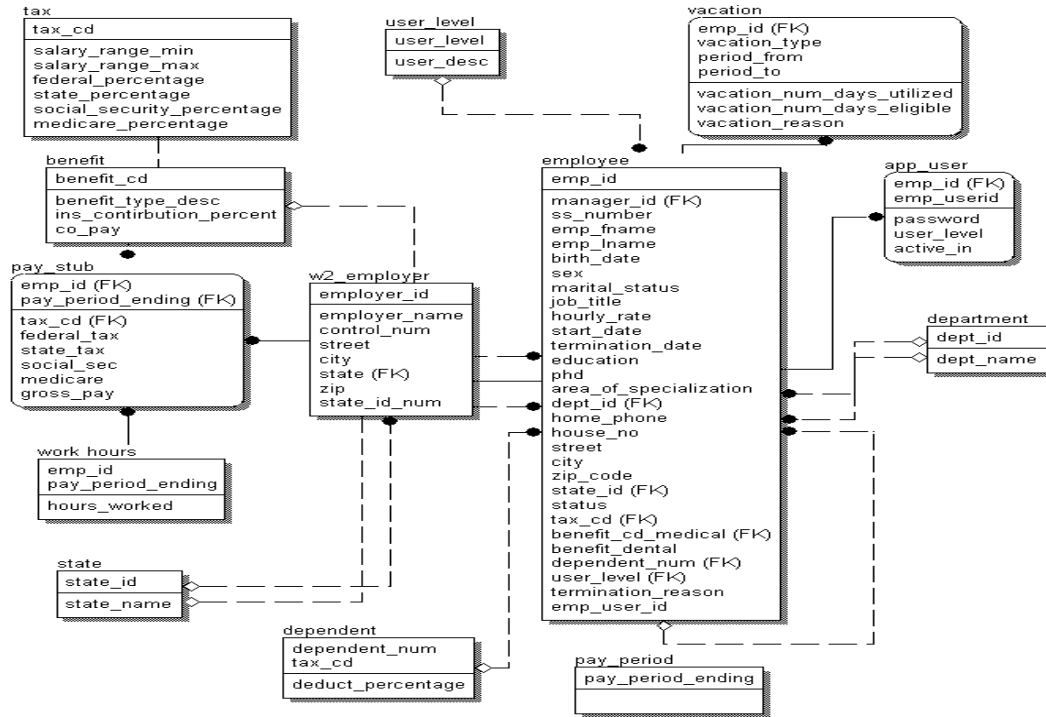 tax
tax_cd
salary_range_min
salary_range_max
federal_percentage
state_percentage
social_security_percentage
medicare_percentage
user_level
user_level
user_desc
vacation
emp_id (FK)
vacation_type
period_from
period_to
vacation_num_days_utilized
vacation_num_days_eligible
vacation_reason
benefit
benefit_cd
benefit_type_desc
ins_contirbution_percent
co_pay
employee
emp_id
manager_id (FK)
ss_number
emp_fname
emp_lname
birth_date
sex
marital_status
job_title
hourly_rate
start_date
termination_date
education
phd
area_of_specialization
dept_id (FK)
home_phone
house_no
street
city
zip_code
state_id (FK)
status
tax_cd (FK)
benefit_cd_medical (FK)
benefit_dental
dependent_num (FK)
user_level (FK)
termination_reason
emp_user_id
app_user
emp_id (FK)
emp_userid
password
user_level
active_in
pay_stub
emp_id (FK)
pay_period_ending (FK)
tax_cd (FK)
federal_tax
state_tax
social_sec
medicare
gross_pay
w2_employer
employer_id
employer_name
control_num
street
city
state (FK)
zip
state_id_num
department
dept_id
dept_name
work hours
emp_id
pay_period_ending
hours_worked
state
state_id
state_name
dependent
dependent_num
tax_cd
deduct_percentage
pay_period
pay_period_ending